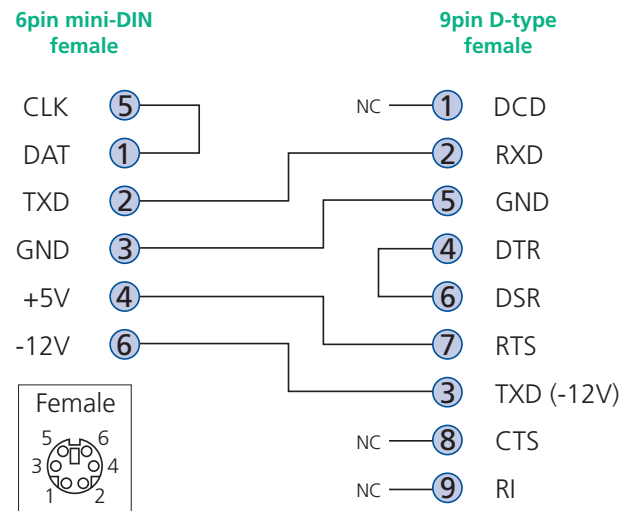 6pin mini-DIN
female
9pin D-type
female
CLK 5 NC 1 DCD
DAT 1 2 RXD
TXD 2 5 GND
GND 3 4 DTR
+5V 4 6 DSR
-12V 6 7 RTS
3 TXD (-12V)
NC 8 CTS
NC 9 RI
Female
5 6
3 4
1 2